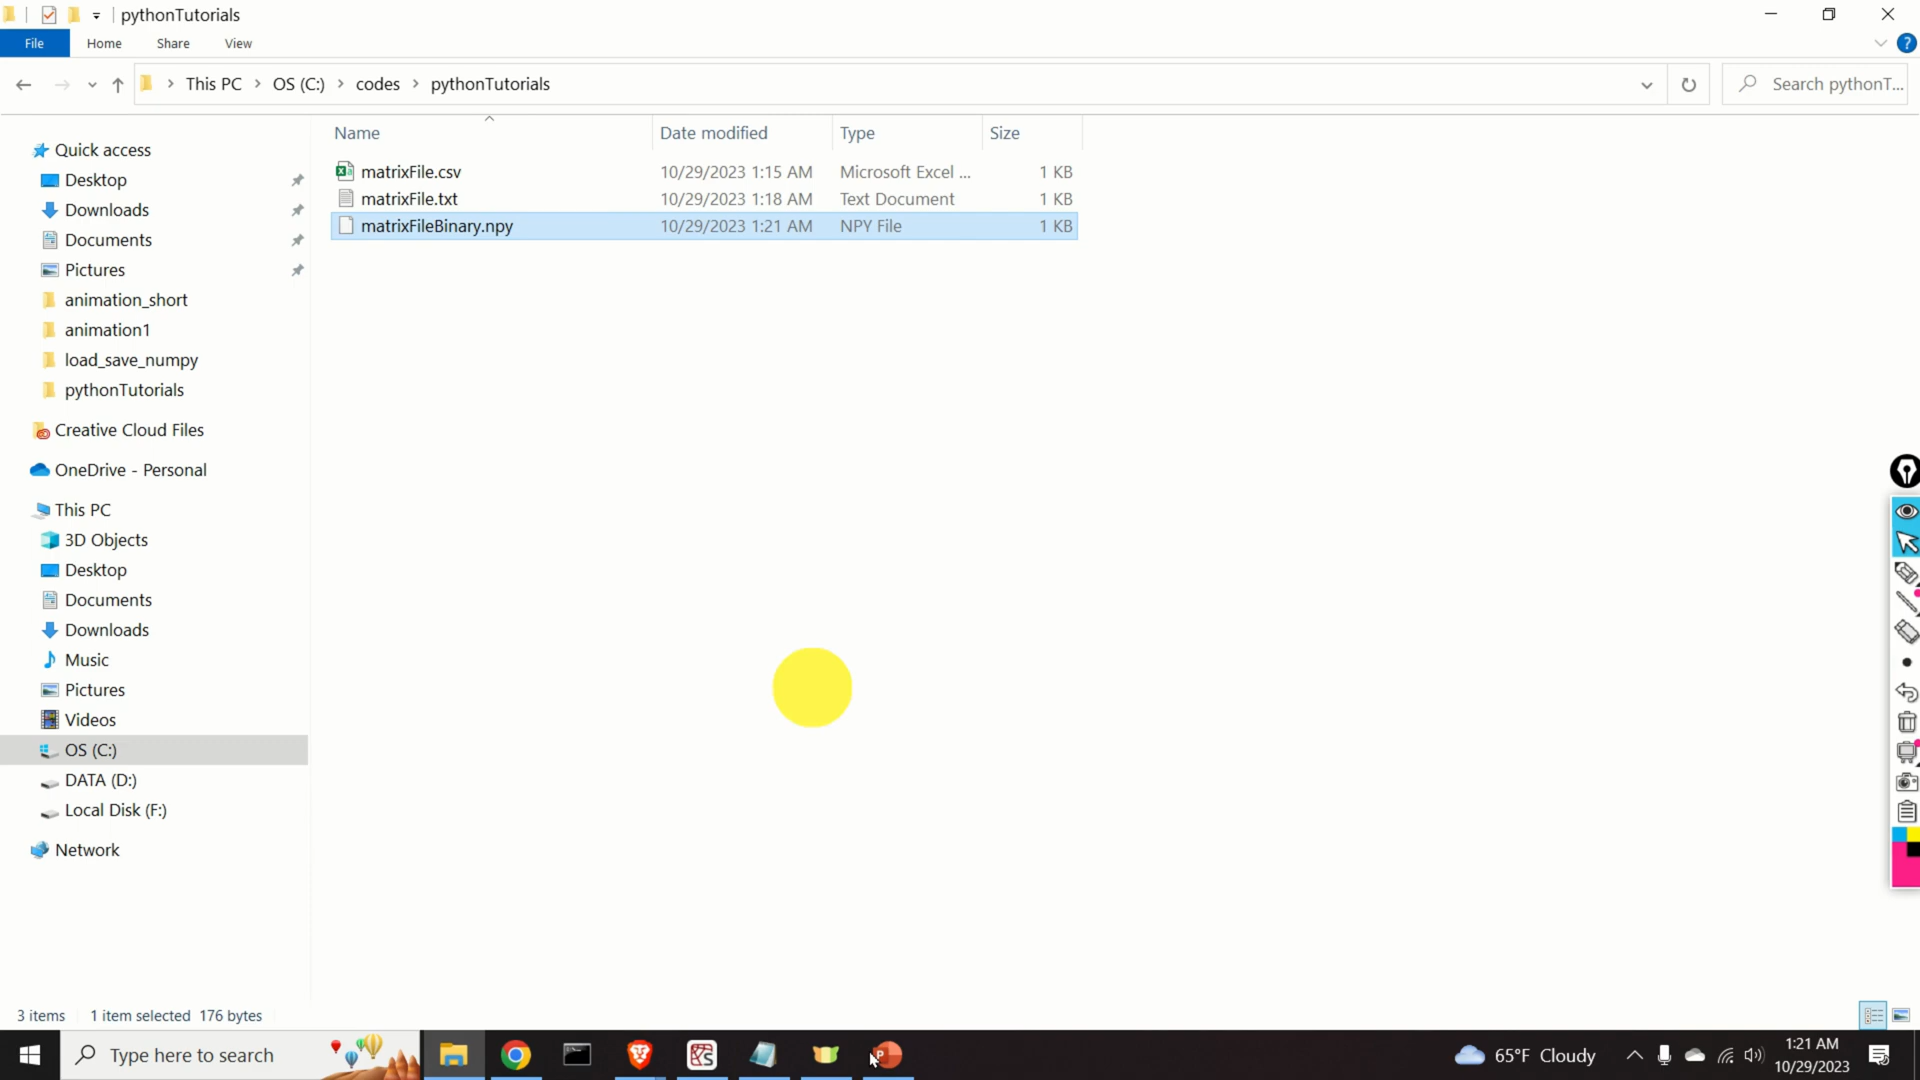 pythonTutorials
File Home Share View
This PC > OS (C:) > codes > pythonTutorials
Search pythonT...
Name Date modified Type Size
matrixFile.csv 10/29/2023 1:15 AM Microsoft Excel ... 1 KB
matrixFile.txt 10/29/2023 1:18 AM Text Document 1 KB
matrixFileBinary.npy 10/29/2023 1:21 AM NPY File 1 KB
Quick access
Desktop
Downloads
Documents
Pictures
animation_short
animation1
load_save_numpy
pythonTutorials
Creative Cloud Files
OneDrive - Personal
This PC
3D Objects
Desktop
Documents
Downloads
Music
Pictures
Videos
OS (C:)
DATA (D:)
Local Disk (F:)
Network
3 items 1 item selected 176 bytes
Type here to search
65°F Cloudy
1:21 AM
10/29/2023